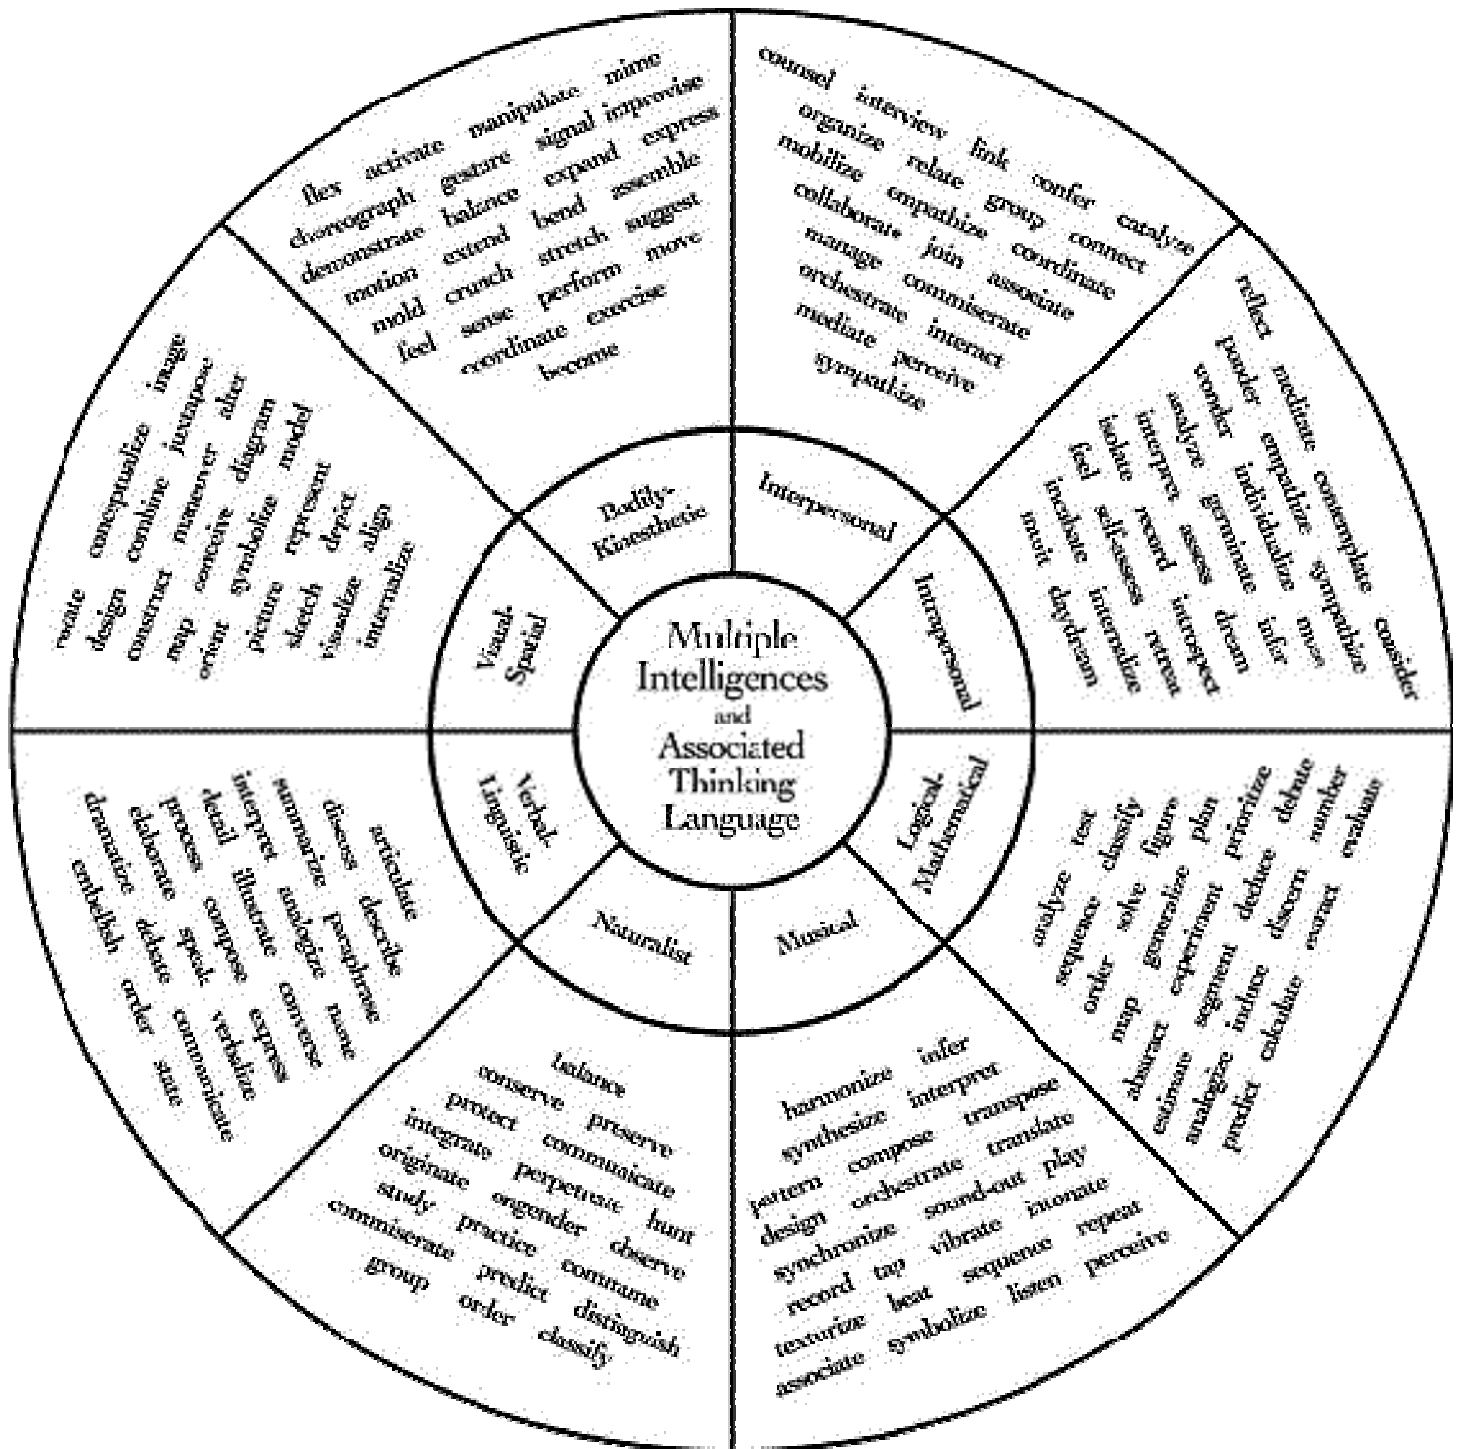 Multiple
Intelligences
and
Associated
Thinking
Language
Bodily-
Kinesthetic
Interpersonal
Intrapersonal
Logical-
Mathematical
Musical
Naturalist
Verbal-
Linguistic
Visual-
Spatial
flex activate manipulate mime
choreograph gesture signal improvise
demonstrate balance expand express
motion extend bend assemble
mold crunch stretch suggest
feel sense perform move
coordinate exercise
become
counsel interview link confer catalyze
organize relate group connect
mobilize empathize coordinate
collaborate join associate
manage commiserate
orchestrate interact
mediate perceive
sympathize
reflect meditate contemplate consider
ponder empathize sympathize
wonder individualize muse
analyze germinate infer
interpret assess dream
isolate record introspect
feel self-assess retreat
incubate internalize
intuit daydream
analyze test
sequence classify
order solve figure
map generalize plan
abstract experiment prioritize
estimate segment deduce debate
analogize induce discern number
predict calculate extract evaluate
harmonize infer
synthesize interpret
pattern compose transpose
design orchestrate translate
synchronize sound-out play
record tap vibrate intonate
texturize beat sequence repeat
associate symbolize listen perceive
balance
conserve preserve
protect communicate
integrate perpetuate hunt
originate engender observe
study practice commune
commiserate predict distinguish
group order classify
articulate
discuss describe
summarize paraphrase
interpret analogize name
detail illustrate converse
process compose express
elaborate speak verbalize
dramatize debate communicate
embellish order state
conceptualize image
design combine juxtapose
construct maneuver alter
map conceive diagram
orient symbolize model
picture represent
sketch depict
visualize align
internalize